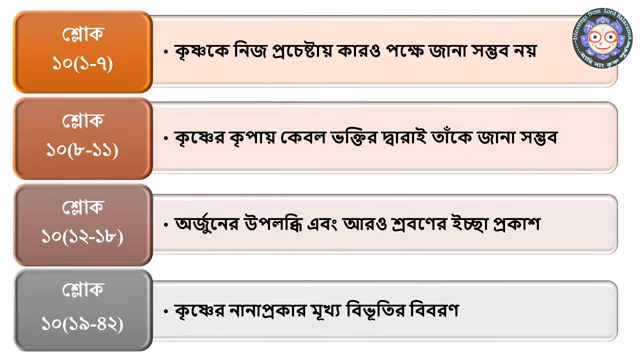 শ্লোক
১০(১-৭)
• কৃষ্ণকে নিজ প্রচেষ্টায় কারও পক্ষে জানা সম্ভব নয়
শ্লোক
১০(৮-১১)
• কৃষ্ণের কৃপায় কেবল ভক্তির দ্বারাই তাঁকে জানা সম্ভব
শ্লোক
১০(১২-১৮)
• অর্জুনের উপলব্ধি এবং আরও শ্রবণের ইচ্ছা প্রকাশ
শ্লোক
১০(১৯-৪২)
• কৃষ্ণের নানাপ্রকার মূখ্য বিভূতির বিবরণ